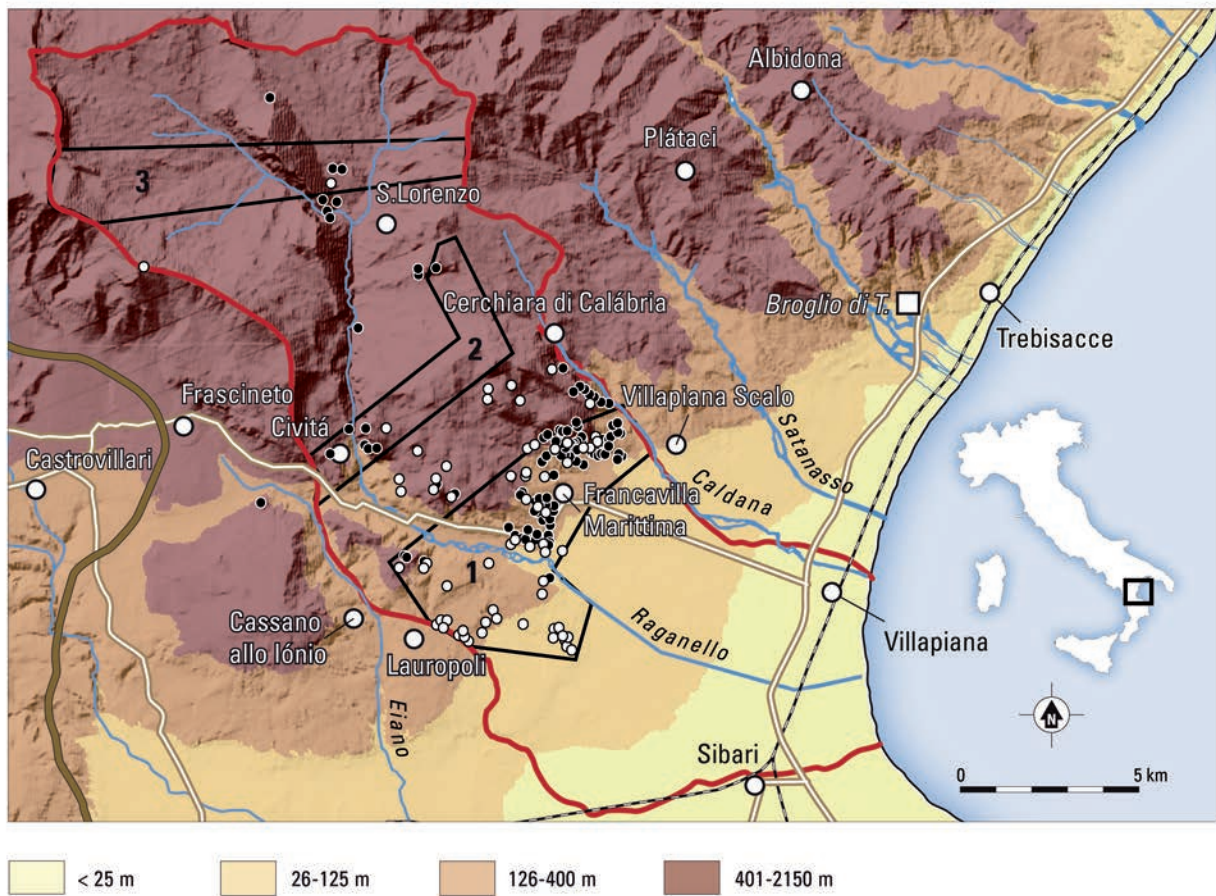 Albidona
Plátaci
3
S.Lorenzo
Cerchiara di Calábria
Broglio di T.
Trebisacce
2
Frascineto
Villapiana Scalo
Civitá
Castrovillari
Satanasso
Caldana
Francavilla
Marittima
1
Cassano
allo Iónio
Lauropoli
Raganello
Villapiana
Eiano
Sibari
N
0
5 km
< 25 m
26-125 m
126-400 m
401-2150 m